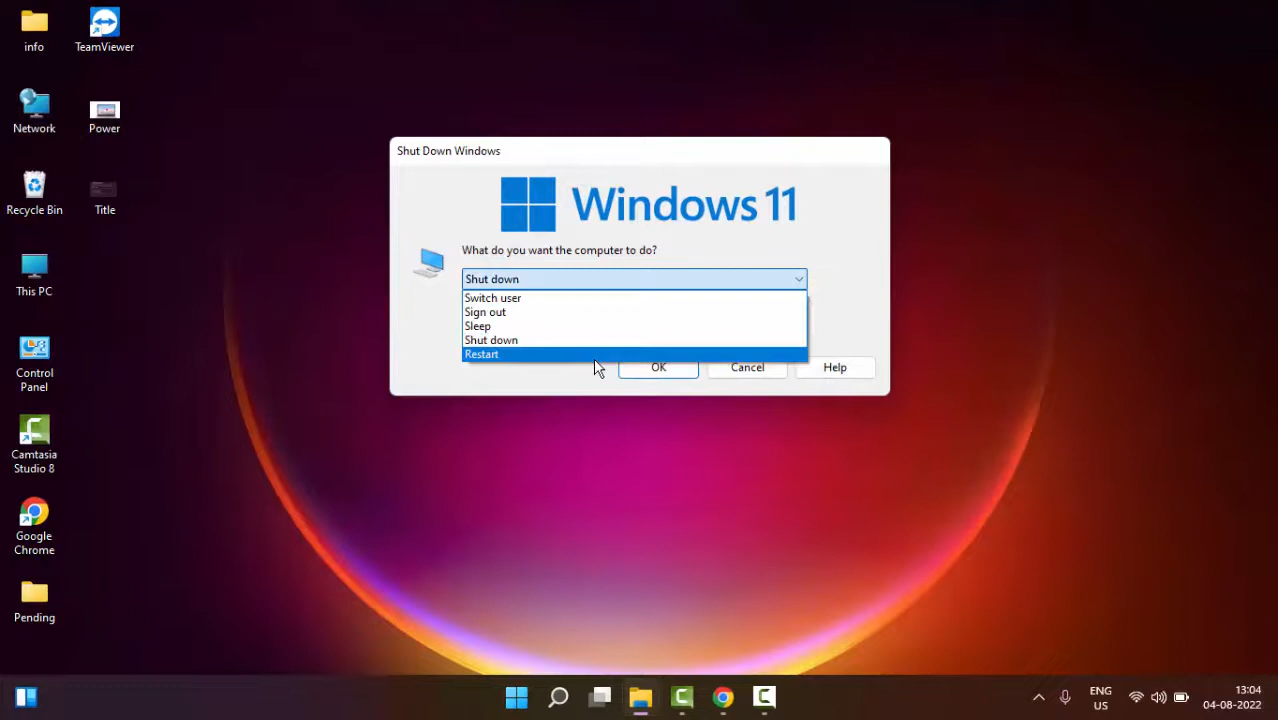 info
TeamViewer
Network
Power
Recycle Bin
Title
This PC
Control
Panel
Camtasia
Studio 8
Google
Chrome
Pending
Shut Down Windows
Windows 11
What do you want the computer to do?
Shut down
Switch user
Sign out
Sleep
Shut down
Restart
OK
Cancel
Help
ENG
US
13:04
04-08-2022